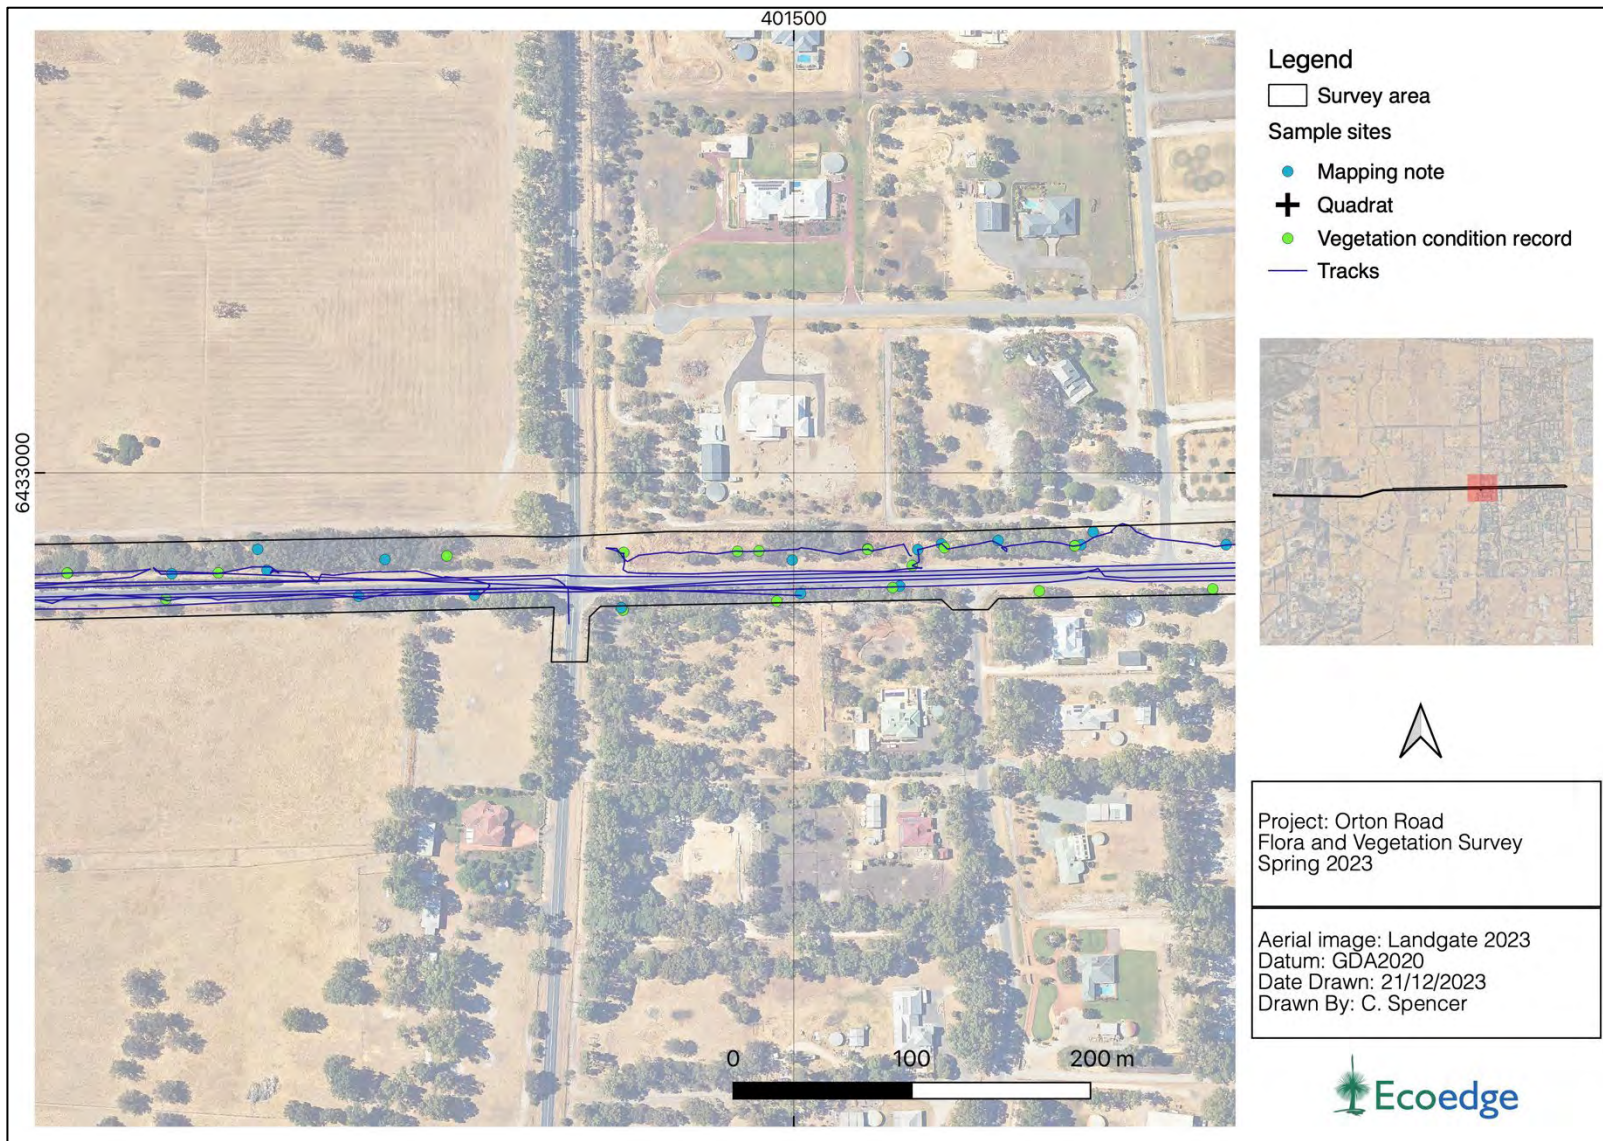 401500
6433000
Legend
Survey area
Sample sites
Mapping note
Quadrat
Vegetation condition record
Tracks
Project: Orton Road
Flora and Vegetation Survey
Spring 2023
Aerial image: Landgate 2023
Datum: GDA2020
Date Drawn: 21/12/2023
Drawn By: C. Spencer
0 100 200 m
Ecoedge